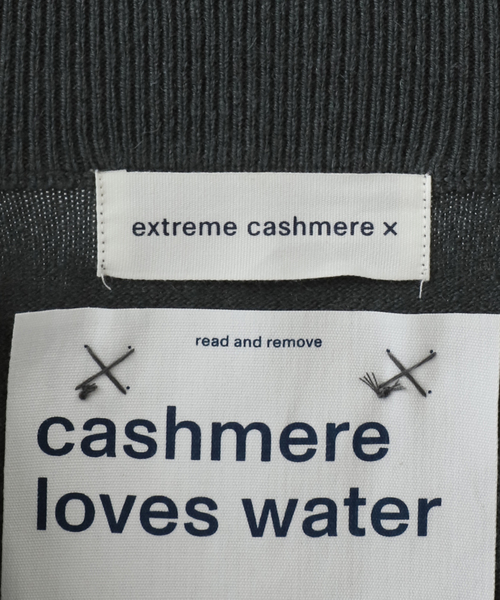 extreme cashmere x
read and remove
cashmere
loves water